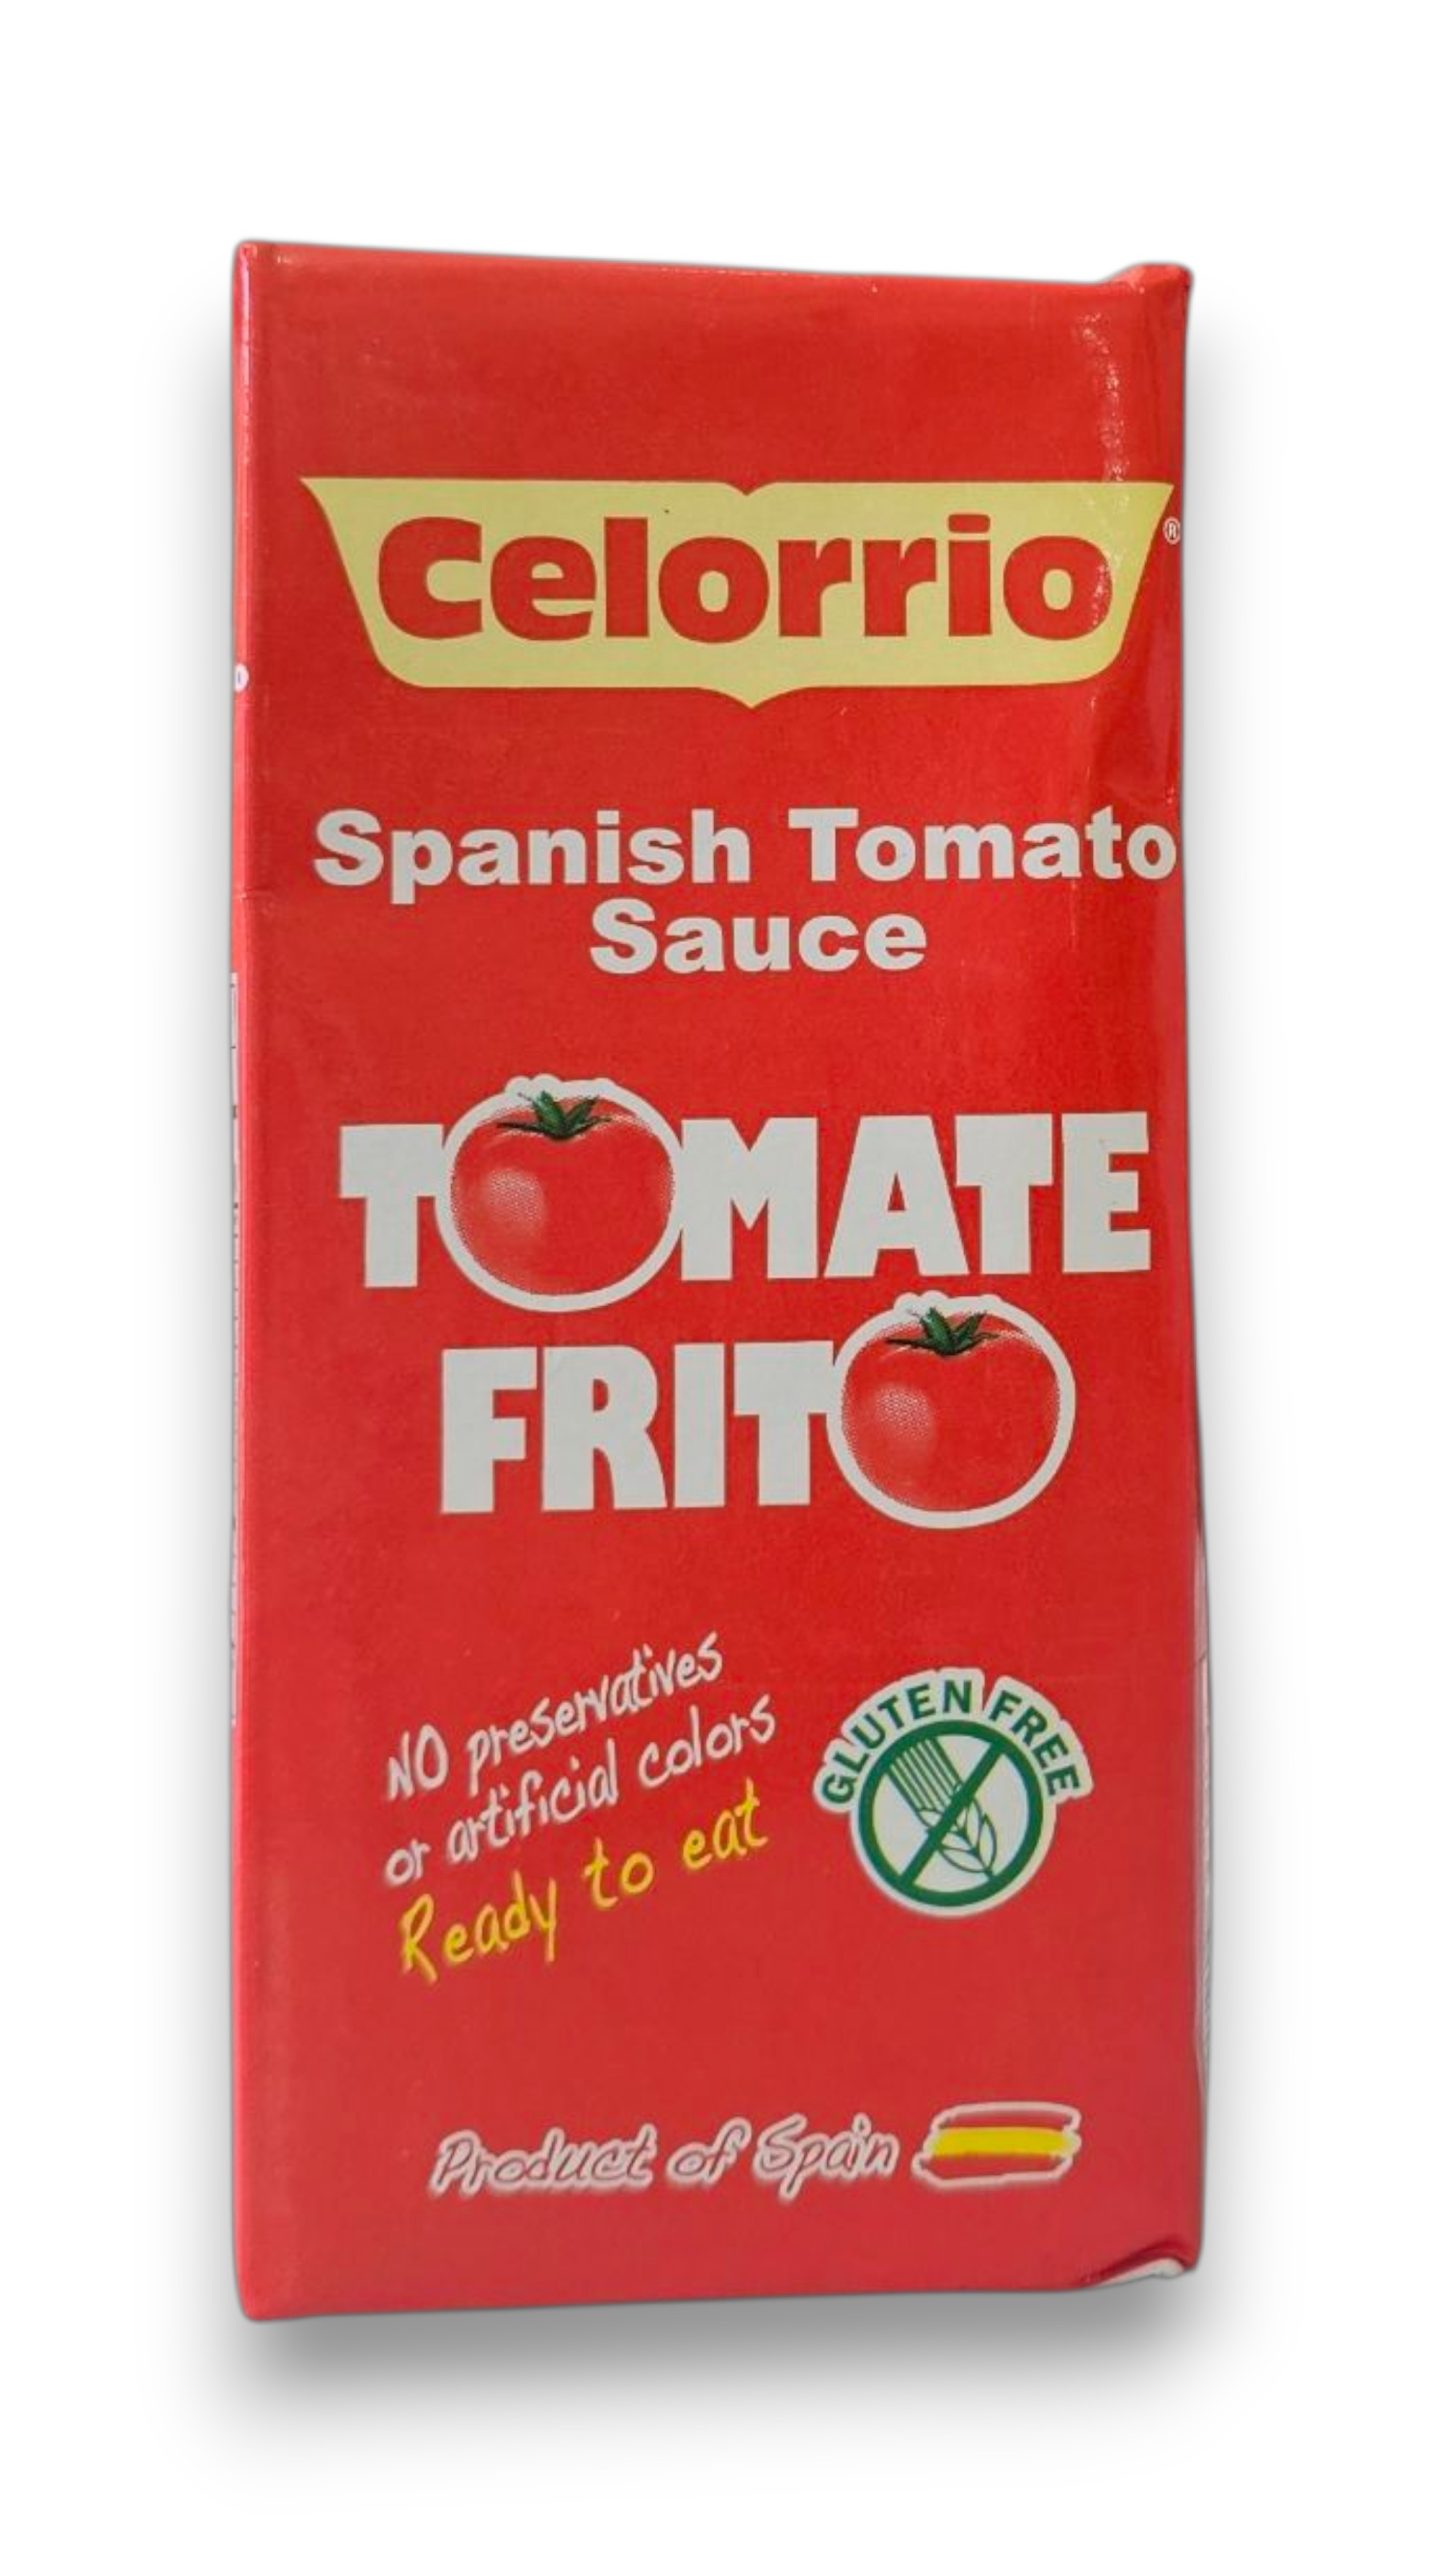 Celorrio
®
Spanish Tomato
Sauce
TOMATE
FRITO
NO preservatives
or artificial colors
Ready to eat
GLUTEN FREE
Product of Spain